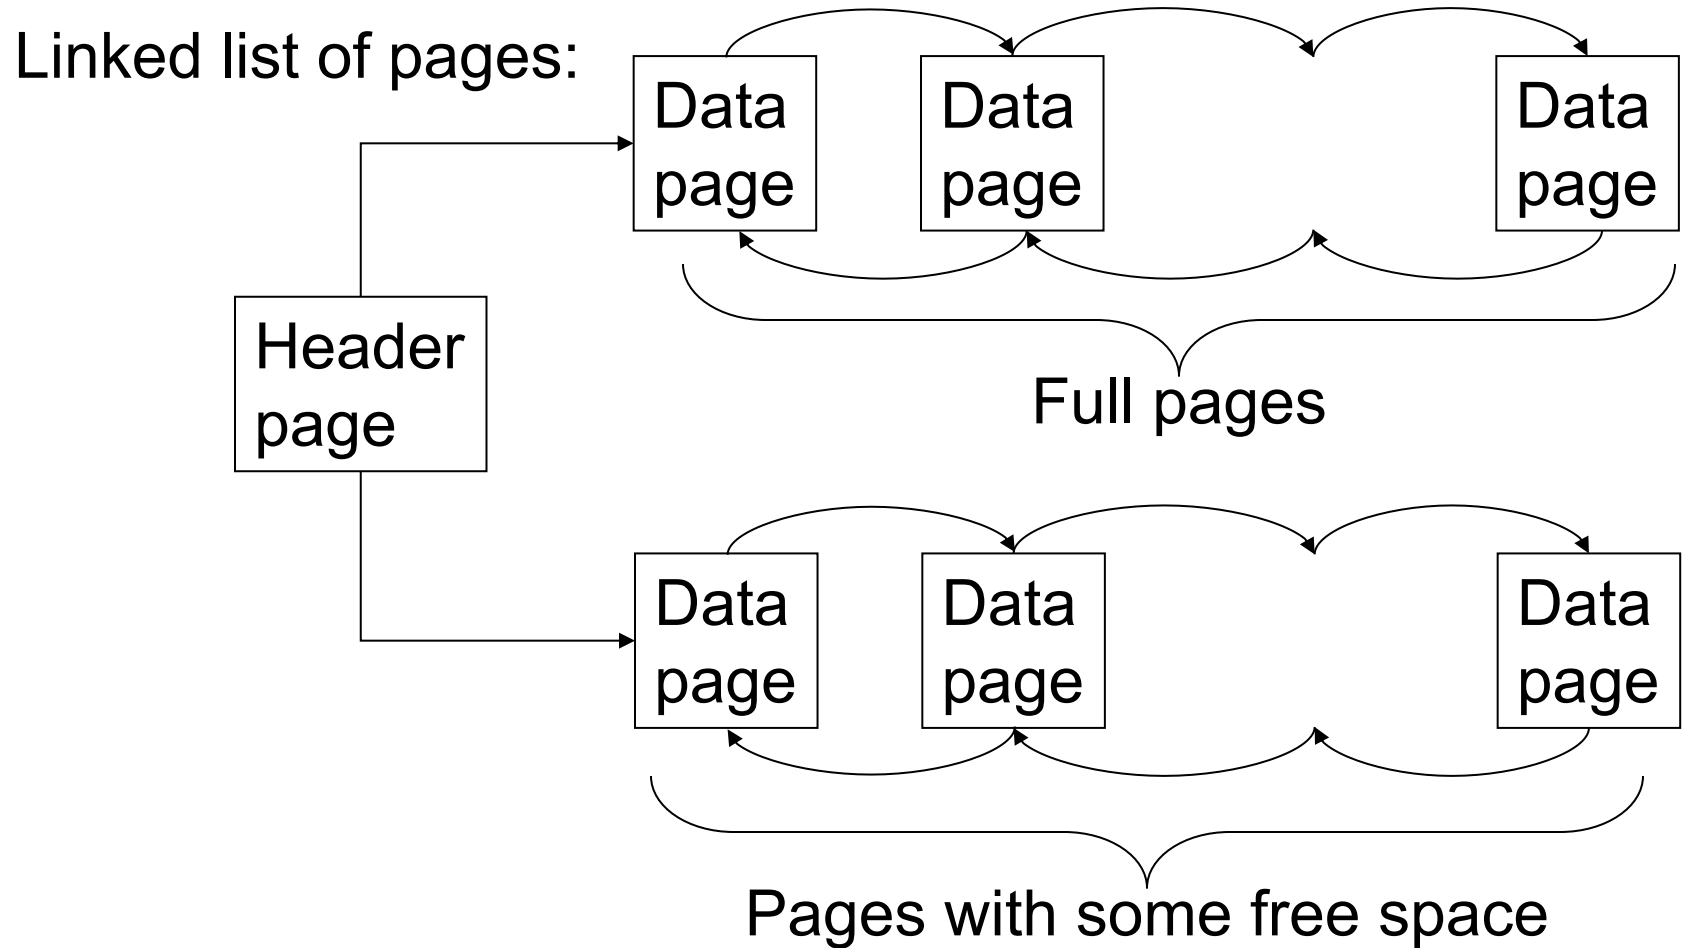 Linked list of pages:
Data
page
Data
page
Data
page
Header
page
Full pages
Data
page
Data
page
Data
page
Pages with some free space